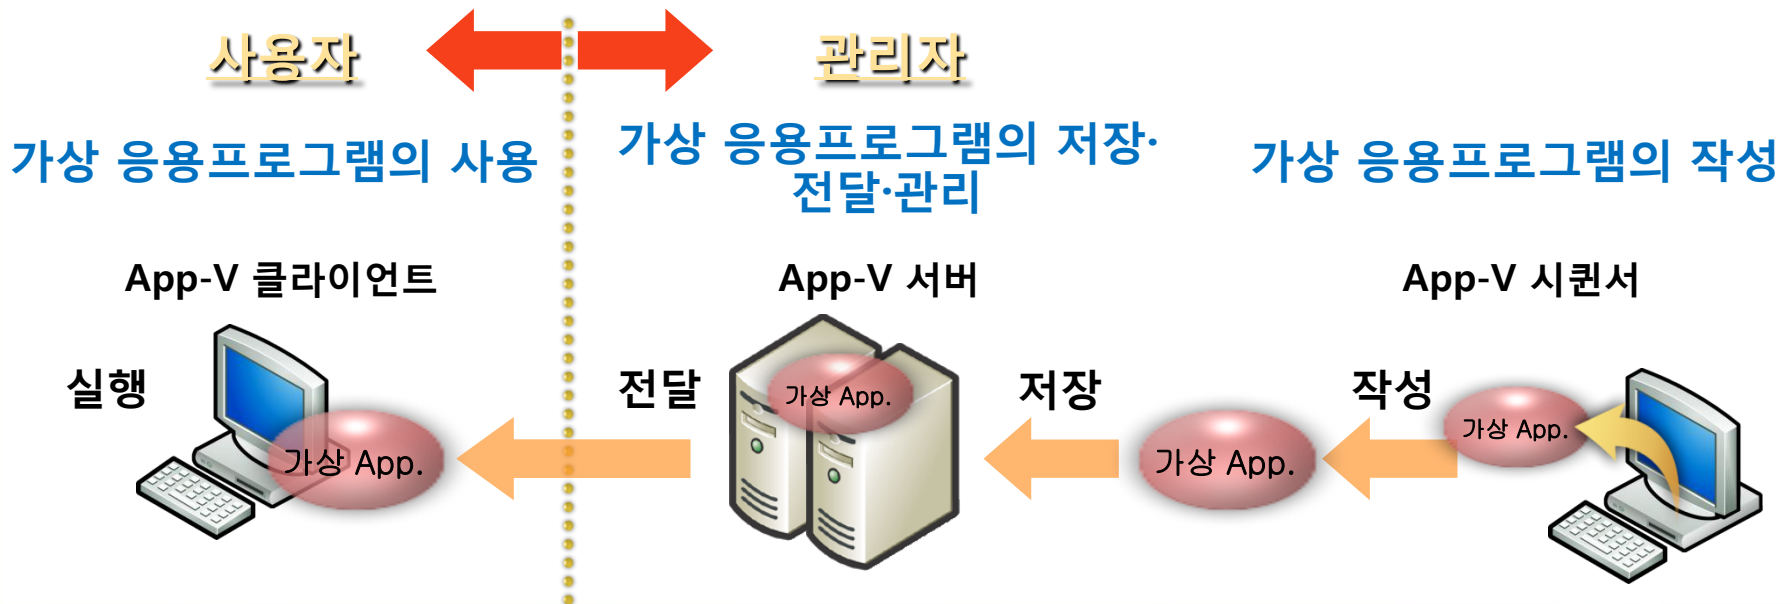 사용자
관리자
가상 응용프로그램의 사용
가상 응용프로그램의 저장·
전달·관리
가상 응용프로그램의 작성
App-V 클라이언트
App-V 서버
App-V 시퀀서
실행
전달
저장
작성
가상 App.
가상 App.
가상 App.
가상 App.